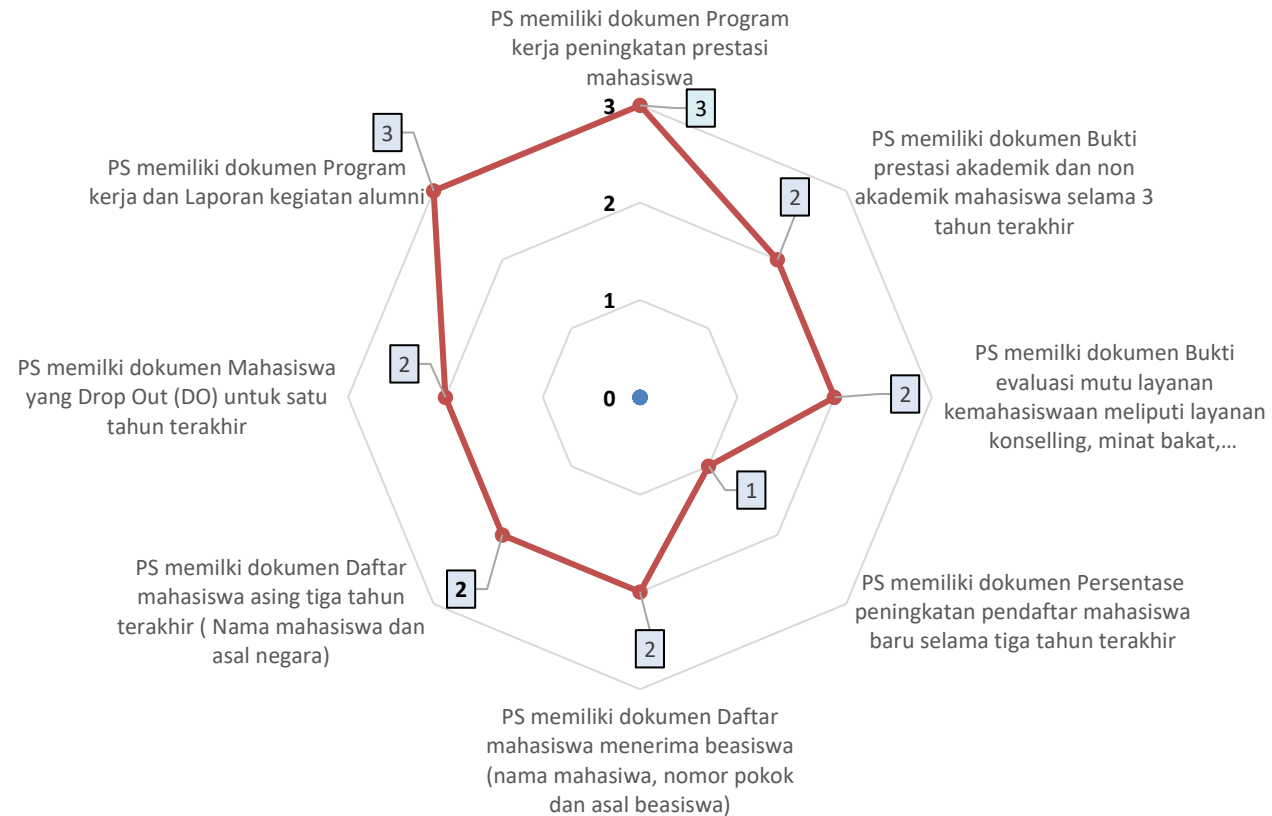 PS memiliki dokumen Program
kerja peningkatan prestasi
mahasiswa
3
3
PS memiliki dokumen Bukti
prestasi akademik dan non
akademik mahasiswa selama 3
tahun terakhir
2
PS memilki dokumen Bukti
evaluasi mutu layanan
kemahasiswaan meliputi layanan
konselling, minat bakat,...
2
PS memiliki dokumen Persentase
peningkatan pendaftar mahasiswa
baru selama tiga tahun terakhir
1
PS memiliki dokumen Daftar
mahasiswa menerima beasiswa
(nama mahasiwa, nomor pokok
dan asal beasiswa)
2
PS memilki dokumen Daftar
mahasiswa asing tiga tahun
terakhir ( Nama mahasiswa dan
asal negara)
2
PS memilki dokumen Mahasiswa
yang Drop Out (DO) untuk satu
tahun terakhir
2
PS memiliki dokumen Program
kerja dan Laporan kegiatan alumni
3
2
1
0